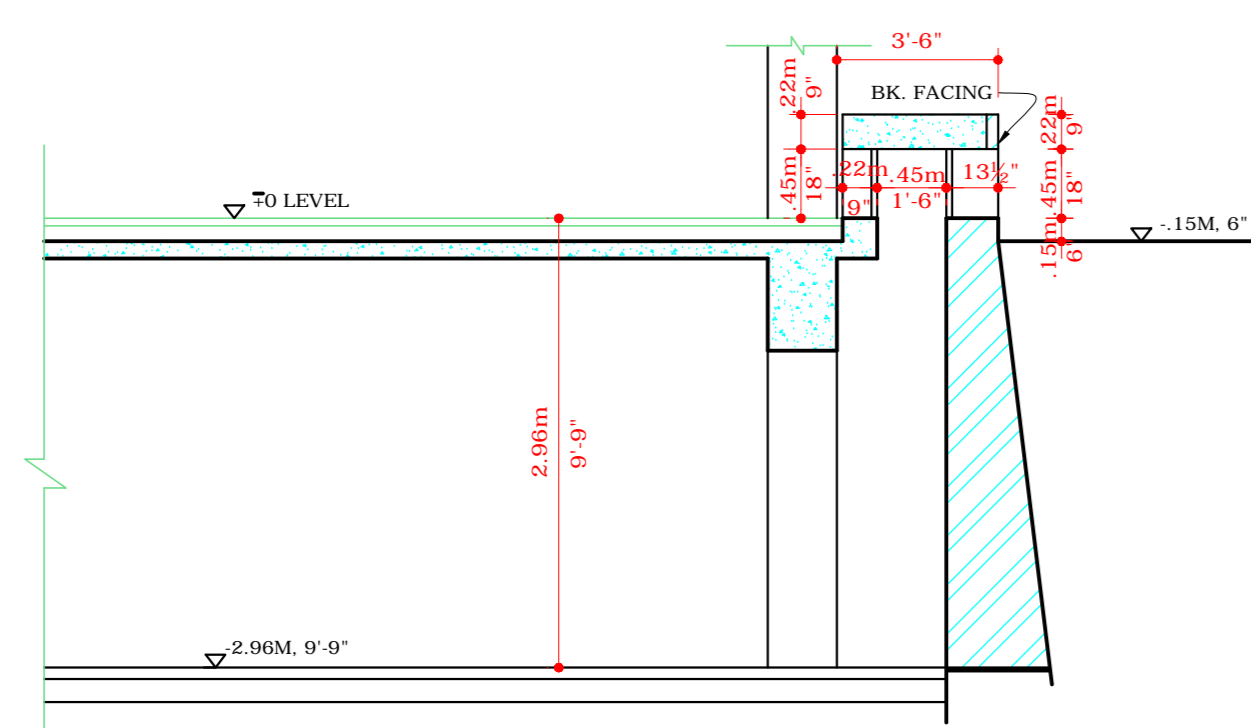 3'-6"
.22m
9"
BK. FACING
.22m
9"
.45m
18"
.22m
9"
.45m
1'-6"
13½"
.45m
18"
∓0 LEVEL
.15m
6"
-.15M, 6"
2.96m
9'-9"
-2.96M, 9'-9"